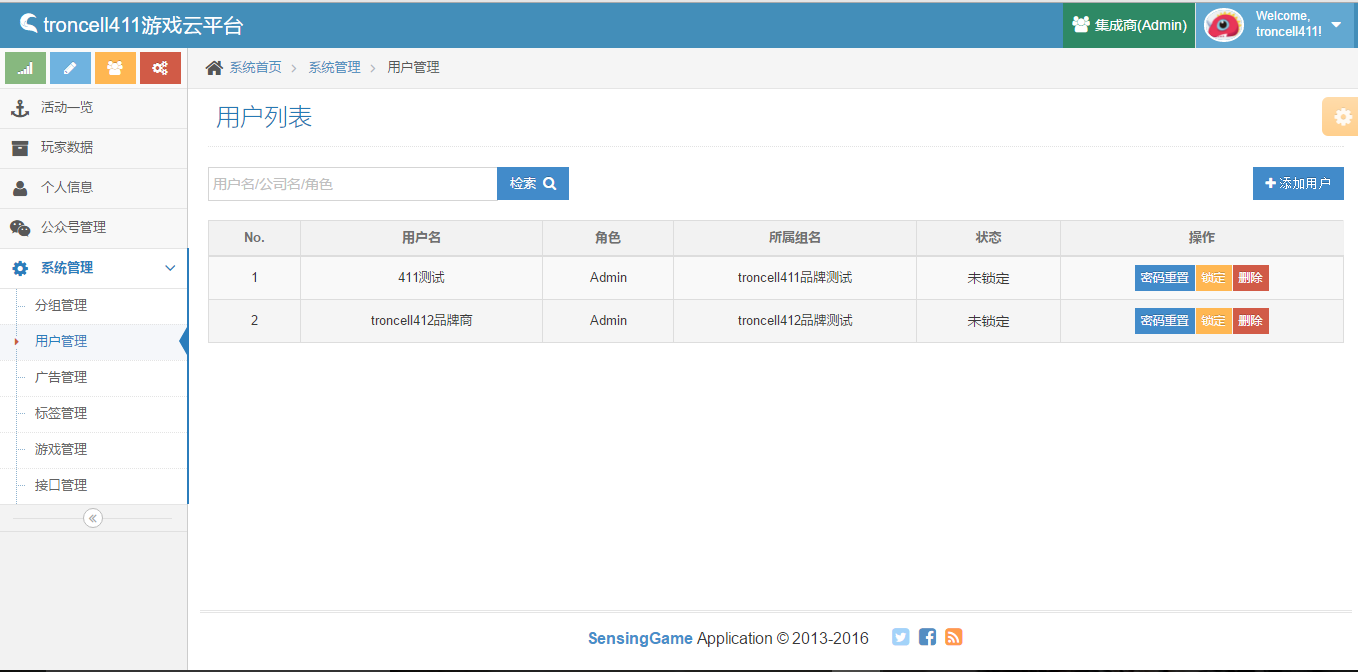 troncell411游戏云平台
集成商(Admin)
Welcome,
troncell411!
系统首页 > 系统管理 > 用户管理
活动一览
玩家数据
个人信息
公众号管理
系统管理
分组管理
用户管理
广告管理
标签管理
游戏管理
接口管理
用户列表
用户名/公司名/角色 检索
添加用户
No. 用户名 角色 所属组名 状态 操作
1 411测试 Admin troncell411品牌测试 未锁定 密码重置 锁定 删除
2 troncell412品牌商 Admin troncell412品牌测试 未锁定 密码重置 锁定 删除
SensingGame Application © 2013-2016